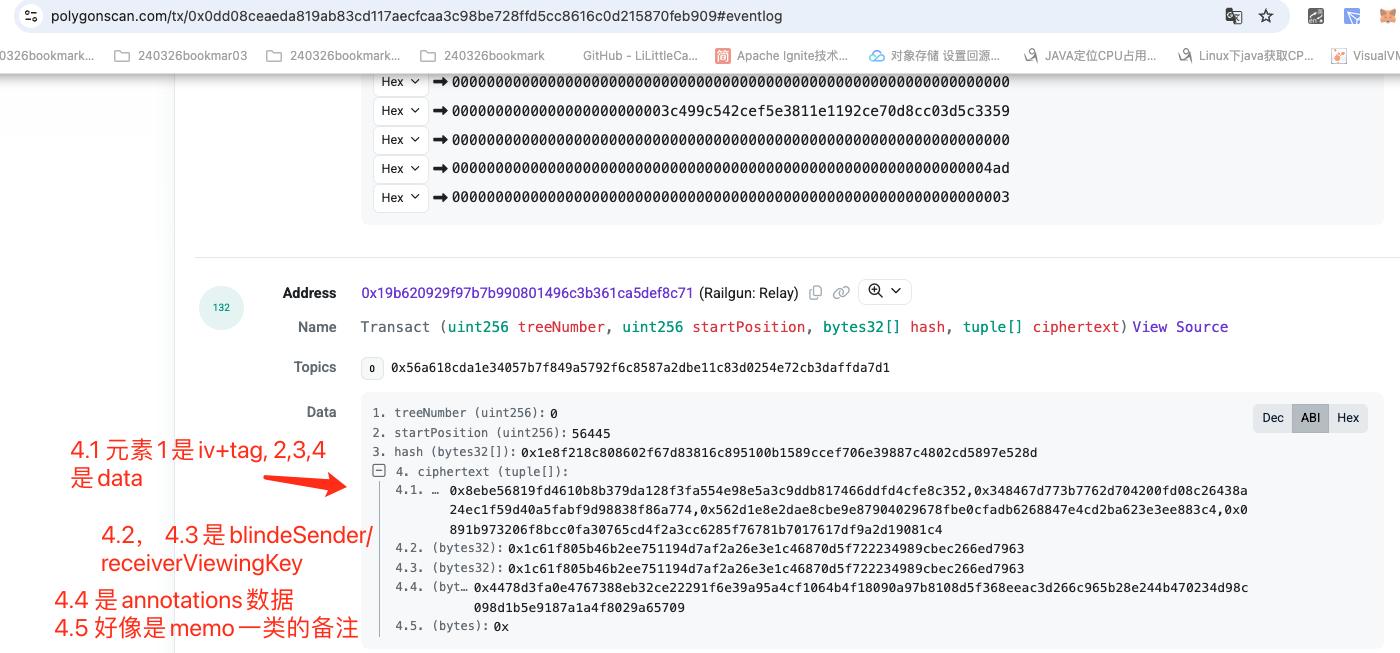 polygonscan.com/tx/0x0dd08ceaeda819ab83cd117aecfcaa3c98be728ffd5cc8616c0d215870feb909#eventlog
0326bookmark... 240326bookmar03 240326bookmark... 240326bookmark GitHub - LiLittleCa... 简 Apache Ignite技术... 对象存储 设置回源... JAVA定位CPU占用... Linux下java获取CP... VisualVM
Hex 0000000000000000000000000000000000000000000000000000000000000000
Hex 0000000000000000000000003c499c542cef5e3811e1192ce70d8cc03d5c3359
Hex 0000000000000000000000000000000000000000000000000000000000000000
Hex 00000000000000000000000000000000000000000000000000000000000004ad
Hex 0000000000000000000000000000000000000000000000000000000000000003
132
Address 0x19b620929f97b7b990801496c3b361ca5def8c71 (Railgun: Relay)
Name Transact (uint256 treeNumber, uint256 startPosition, bytes32[] hash, tuple[] ciphertext) View Source
Topics 0 0x56a618cda1e34057b7f849a5792f6c8587a2dbe11c83d0254e72cb3daffda7d1
Data
Dec ABI Hex
1. treeNumber (uint256): 0
2. startPosition (uint256): 56445
3. hash (bytes32[]): 0x1e8f218c808602f67d83816c895100b1589ccef706e39887c4802cd5897e528d
4. ciphertext (tuple[]):
4.1. … 0x8ebe56819fd4610b8b379da128f3fa554e98e5a3c9ddb817466ddfd4cfe8c352,0x348467d773b7762d704200fd08c26438a
24ec1f59d40a5fabf9d98838f86a774,0x562d1e8e2dae8cbe9e87904029678fbe0cfadb6268847e4cd2ba623e3ee883c4,0x0
891b973206f8bcc0fa30765cd4f2a3cc6285f76781b7017617df9a2d19081c4
4.2. (bytes32): 0x1c61f805b46b2ee751194d7af2a26e3e1c46870d5f722234989cbec266ed7963
4.3. (bytes32): 0x1c61f805b46b2ee751194d7af2a26e3e1c46870d5f722234989cbec266ed7963
4.4. (byt… 0x4478d3fa0e4767388eb32ce22291f6e39a95a4cf1064b4f18090a97b8108d5f368eeac3d266c965b28e244b470234d98c
098d1b5e9187a1a4f8029a65709
4.5. (bytes): 0x
4.1 元素1是iv+tag, 2,3,4
是data
4.2， 4.3是blindeSender/
receiverViewingKey
4.4 是annotations数据
4.5 好像是memo一类的备注